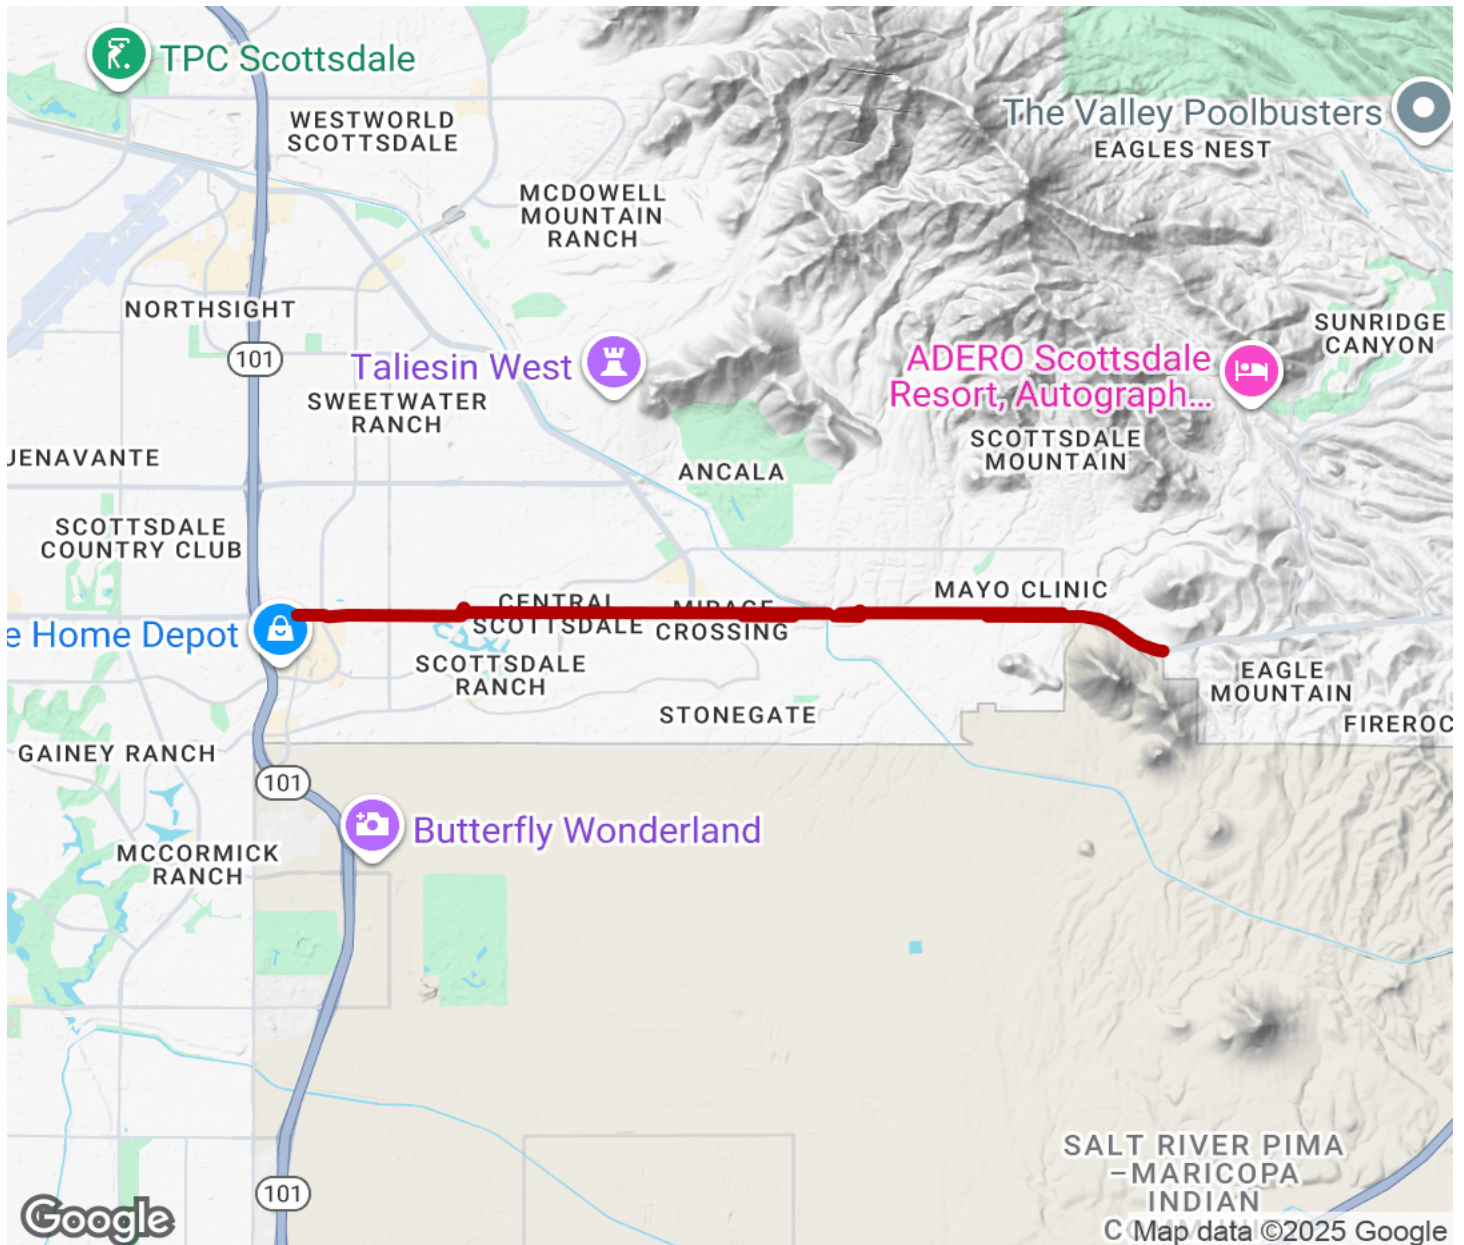 TPC Scottsdale
WESTWORLD
SCOTTSDALE
The Valley Poolbusters
EAGLES NEST
MCDOWELL
MOUNTAIN
RANCH
NORTHSIGHT
SUNRIDGE
CANYON
101
Taliesin West
ADERO Scottsdale
Resort, Autograph...
SWEETWATER
RANCH
SCOTTSDALE
MOUNTAIN
JENAVANTE
ANCALA
SCOTTSDALE
COUNTRY CLUB
MAYO CLINIC
CENTRAL
SCOTTSDALE
MIRAGE
CROSSING
e Home Depot
SCOTTSDALE
RANCH
EAGLE
MOUNTAIN
STONEGATE
FIREROC
GAINEY RANCH
101
Butterfly Wonderland
MCCORMICK
RANCH
SALT RIVER PIMA
–MARICOPA
INDIAN
101
Google
Map data ©2025 Google